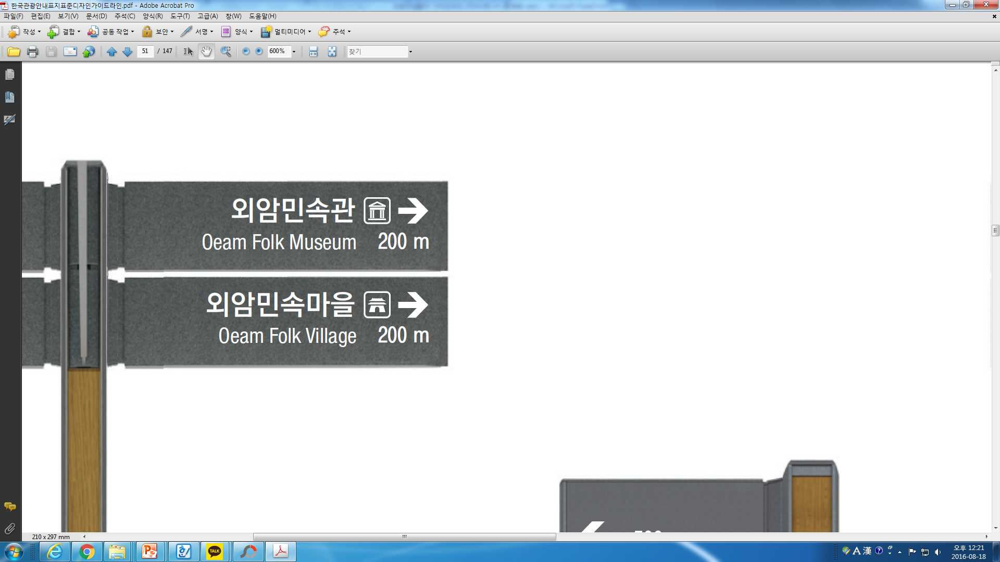 한국관광안내표지표준디자인가이드라인.pdf - Adobe Acrobat Pro
파일(F) 편집(E) 보기(V) 문서(D) 주석(C) 양식(R) 도구(T) 고급(A) 창(W) 도움말(H)
작성 결합 공동 작업 보안 서명 양식 멀티미디어 주석
51 / 147 600% 찾기
외암민속관
Oeam Folk Museum 200 m
외암민속마을
Oeam Folk Village 200 m
210 x 297 mm
TALK
A 漢
오후 12:21
2016-08-18